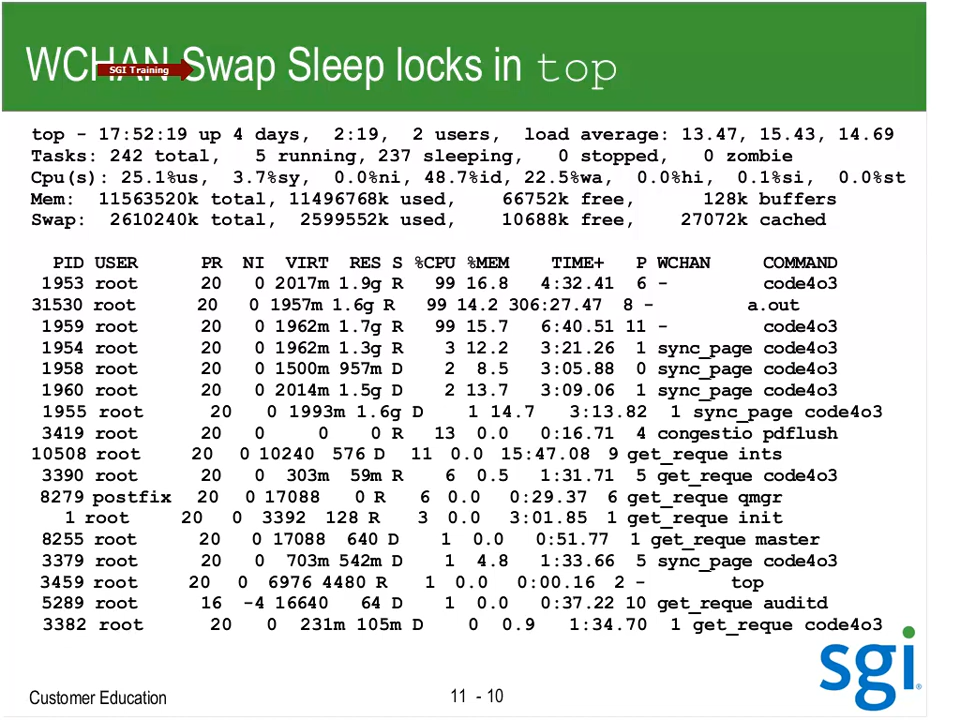 WCHAN Swap Sleep locks in top
SGI Training
top - 17:52:19 up 4 days, 2:19, 2 users, load average: 13.47, 15.43, 14.69
Tasks: 242 total, 5 running, 237 sleeping, 0 stopped, 0 zombie
Cpu(s): 25.1%us, 3.7%sy, 0.0%ni, 48.7%id, 22.5%wa, 0.0%hi, 0.1%si, 0.0%st
Mem: 11563520k total, 11496768k used, 66752k free, 128k buffers
Swap: 2610240k total, 2599552k used, 10688k free, 27072k cached
PID USER PR NI VIRT RES S %CPU %MEM TIME+ P WCHAN COMMAND
1953 root 20 0 2017m 1.9g R 99 16.8 4:32.41 6 - code4o3
31530 root 20 0 1957m 1.6g R 99 14.2 306:27.47 8 - a.out
1959 root 20 0 1962m 1.7g R 99 15.7 6:40.51 11 - code4o3
1954 root 20 0 1962m 1.3g R 3 12.2 3:21.26 1 sync_page code4o3
1958 root 20 0 1500m 957m D 2 8.5 3:05.88 0 sync_page code4o3
1960 root 20 0 2014m 1.5g D 2 13.7 3:09.06 1 sync_page code4o3
1955 root 20 0 1993m 1.6g D 1 14.7 3:13.82 1 sync_page code4o3
3419 root 20 0 0 0 R 13 0.0 0:16.71 4 congestio pdflush
10508 root 20 0 10240 576 D 11 0.0 15:47.08 9 get_reque ints
3390 root 20 0 303m 59m R 6 0.5 1:31.71 5 get_reque code4o3
8279 postfix 20 0 17088 0 R 6 0.0 0:29.37 6 get_reque qmgr
1 root 20 0 3392 128 R 3 0.0 3:01.85 1 get_reque init
8255 root 20 0 17088 640 D 1 0.0 0:51.77 1 get_reque master
3379 root 20 0 703m 542m D 1 4.8 1:33.66 5 sync_page code4o3
3459 root 20 0 6976 4480 R 1 0.0 0:00.16 2 - top
5289 root 16 -4 16640 64 D 1 0.0 0:37.22 10 get_reque auditd
3382 root 20 0 231m 105m D 0 0.9 1:34.70 1 get_reque code4o3
sgi®
Customer Education
11 - 10